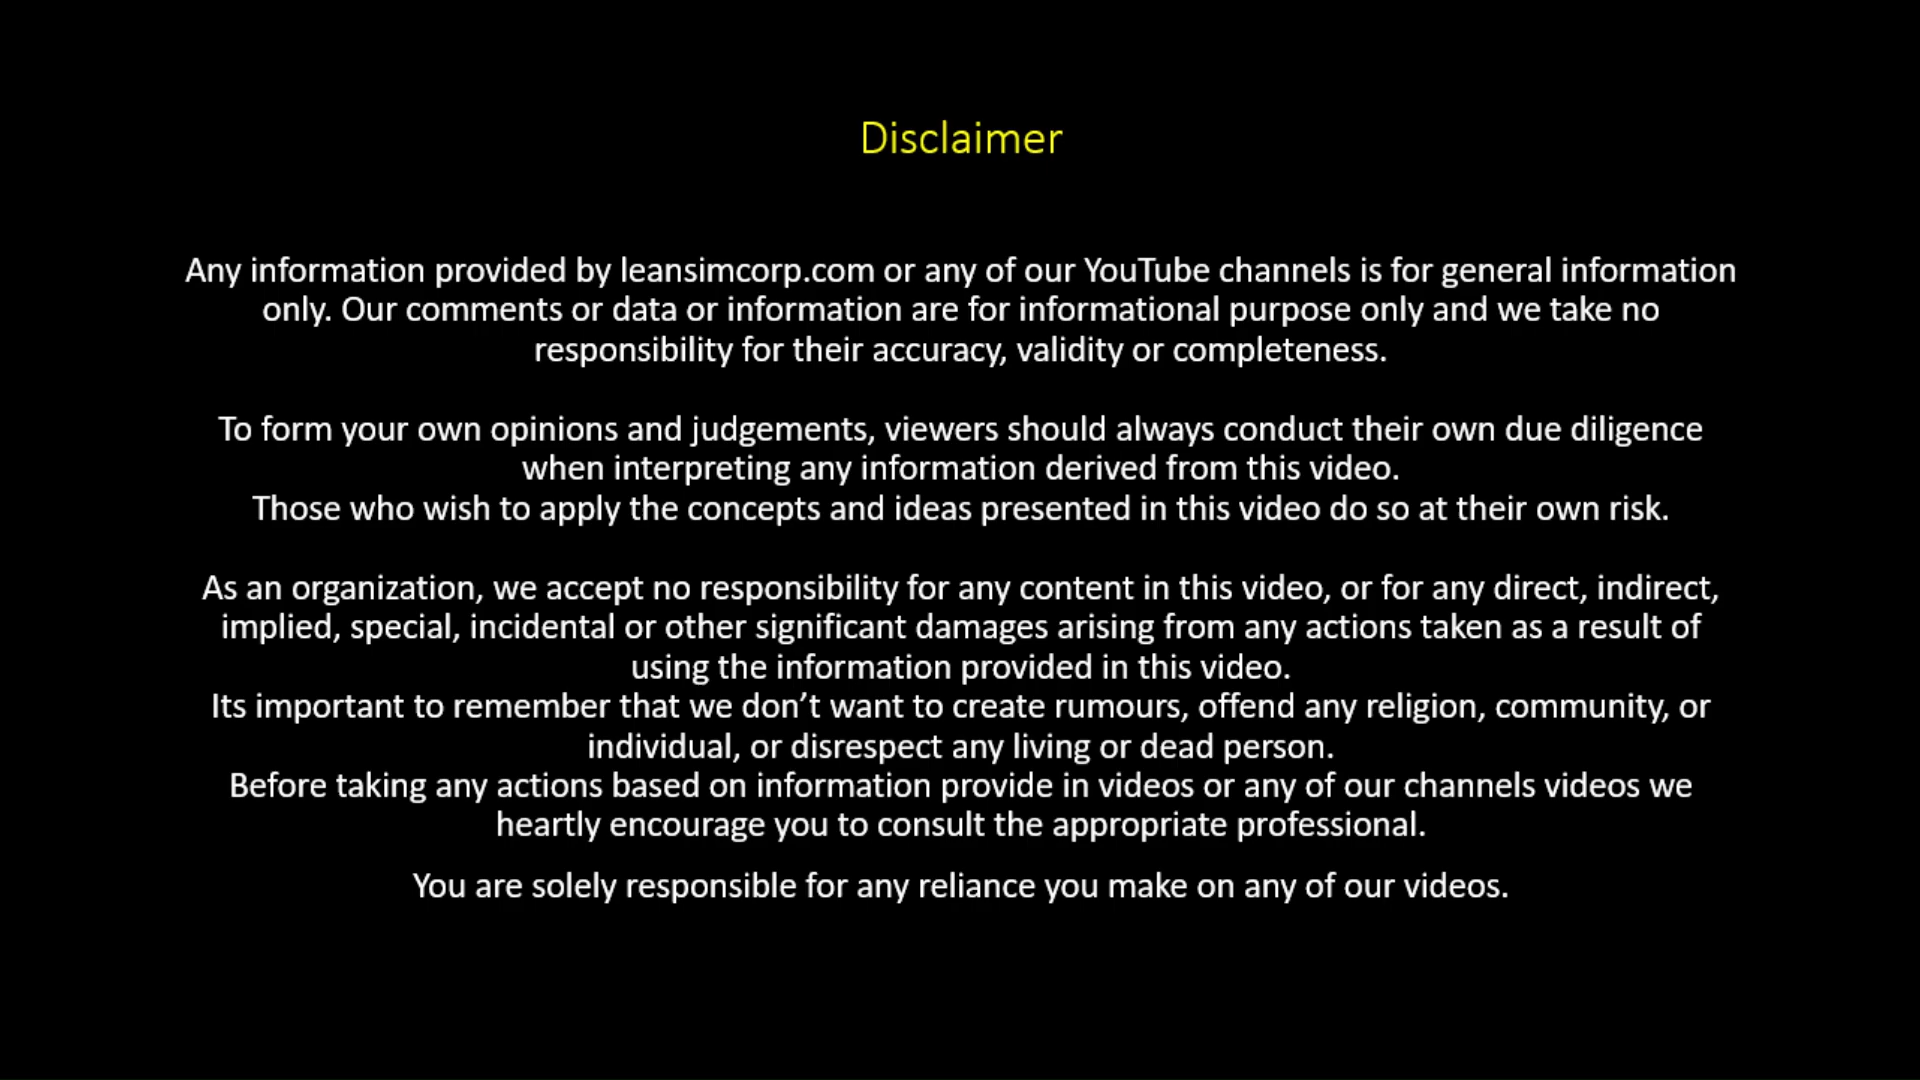 Disclaimer
Any information provided by leansimcorp.com or any of our YouTube channels is for general information
only. Our comments or data or information are for informational purpose only and we take no
responsibility for their accuracy, validity or completeness.
To form your own opinions and judgements, viewers should always conduct their own due diligence
when interpreting any information derived from this video.
Those who wish to apply the concepts and ideas presented in this video do so at their own risk.
As an organization, we accept no responsibility for any content in this video, or for any direct, indirect,
implied, special, incidental or other significant damages arising from any actions taken as a result of
using the information provided in this video.
Its important to remember that we don’t want to create rumours, offend any religion, community, or
individual, or disrespect any living or dead person.
Before taking any actions based on information provide in videos or any of our channels videos we
heartly encourage you to consult the appropriate professional.
You are solely responsible for any reliance you make on any of our videos.